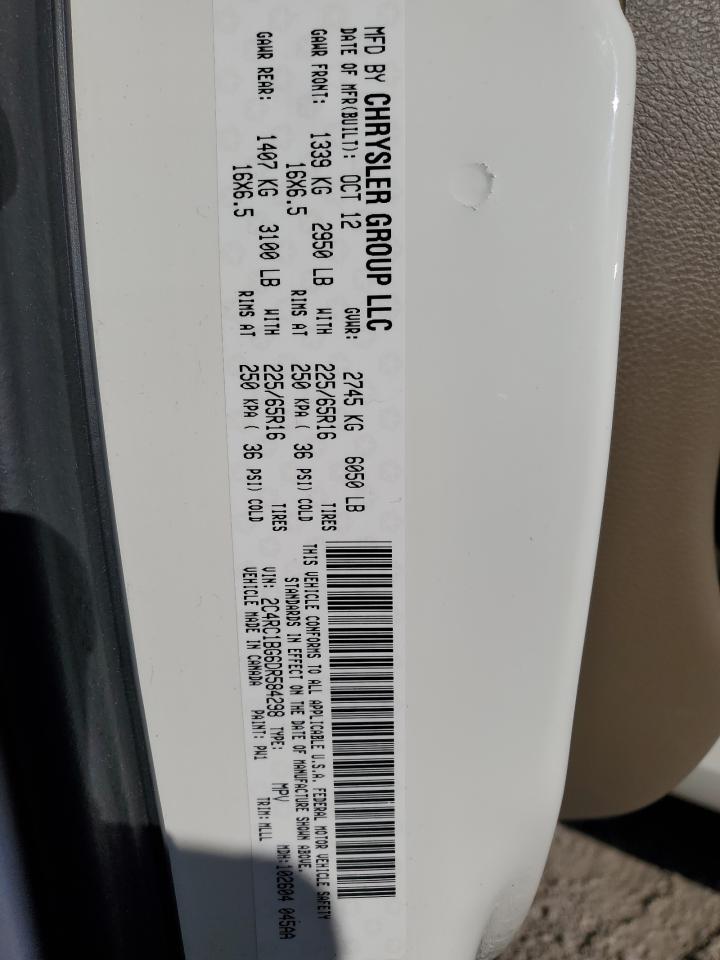 MFD BY CHRYSLER GROUP LLC
DATE OF MFR(BUILT): OCT 12 GVWR: 2745 KG 6050 LB
GAWR FRONT: 1339 KG 2950 LB WITH 225/65R16 TIRES
16X6.5 RIMS AT 250 KPA ( 36 PSI) COLD
GAWR REAR: 1407 KG 3100 LB WITH 225/65R16 TIRES
16X6.5 RIMS AT 250 KPA ( 36 PSI) COLD
THIS VEHICLE CONFORMS TO ALL APPLICABLE U.S.A. FEDERAL MOTOR VEHICLE SAFETY
STANDARDS IN EFFECT ON THE DATE OF MANUFACTURE SHOWN ABOVE.
MDH:102604 045AA
VIN: 2C4RC1BG6DR584298 TYPE: MPV
VEHICLE MADE IN CANADA PAINT: PW1 TRIM:MLLL